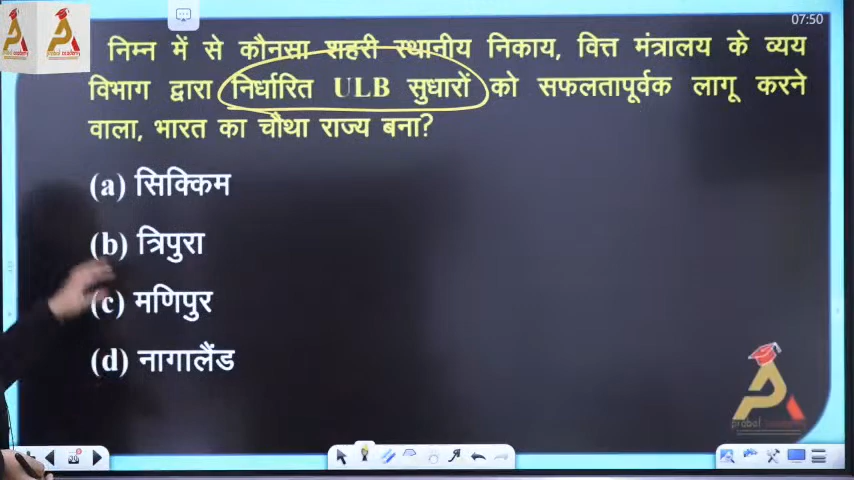 07:50
निम्न में से कौनसा शहरी स्थानीय निकाय, वित्त मंत्रालय के व्यय
विभाग द्वारा निर्धारित ULB सुधारों को सफलतापूर्वक लागू करने
वाला, भारत का चौथा राज्य बना?
(a) सिक्किम
(b) त्रिपुरा
(c) मणिपुर
(d) नागालैंड